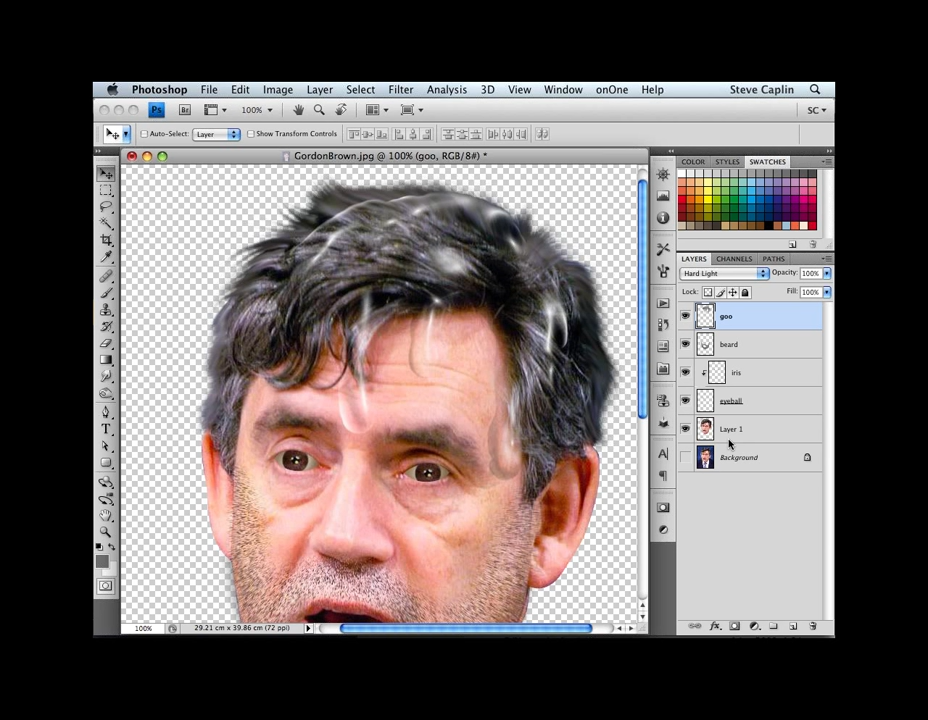 Photoshop File Edit Image Layer Select Filter Analysis 3D View Window onOne Help Steve Caplin
Ps Br 100% SC
Auto-Select: Layer Show Transform Controls
GordonBrown.jpg @ 100% (goo, RGB/8#) *
COLOR STYLES SWATCHES
LAYERS CHANNELS PATHS
Hard Light Opacity: 100%
Lock: Fill: 100%
goo
beard
iris
eyeball
Layer 1
Background
T
A
100% 29.21 cm x 39.86 cm (72 ppi)
fx